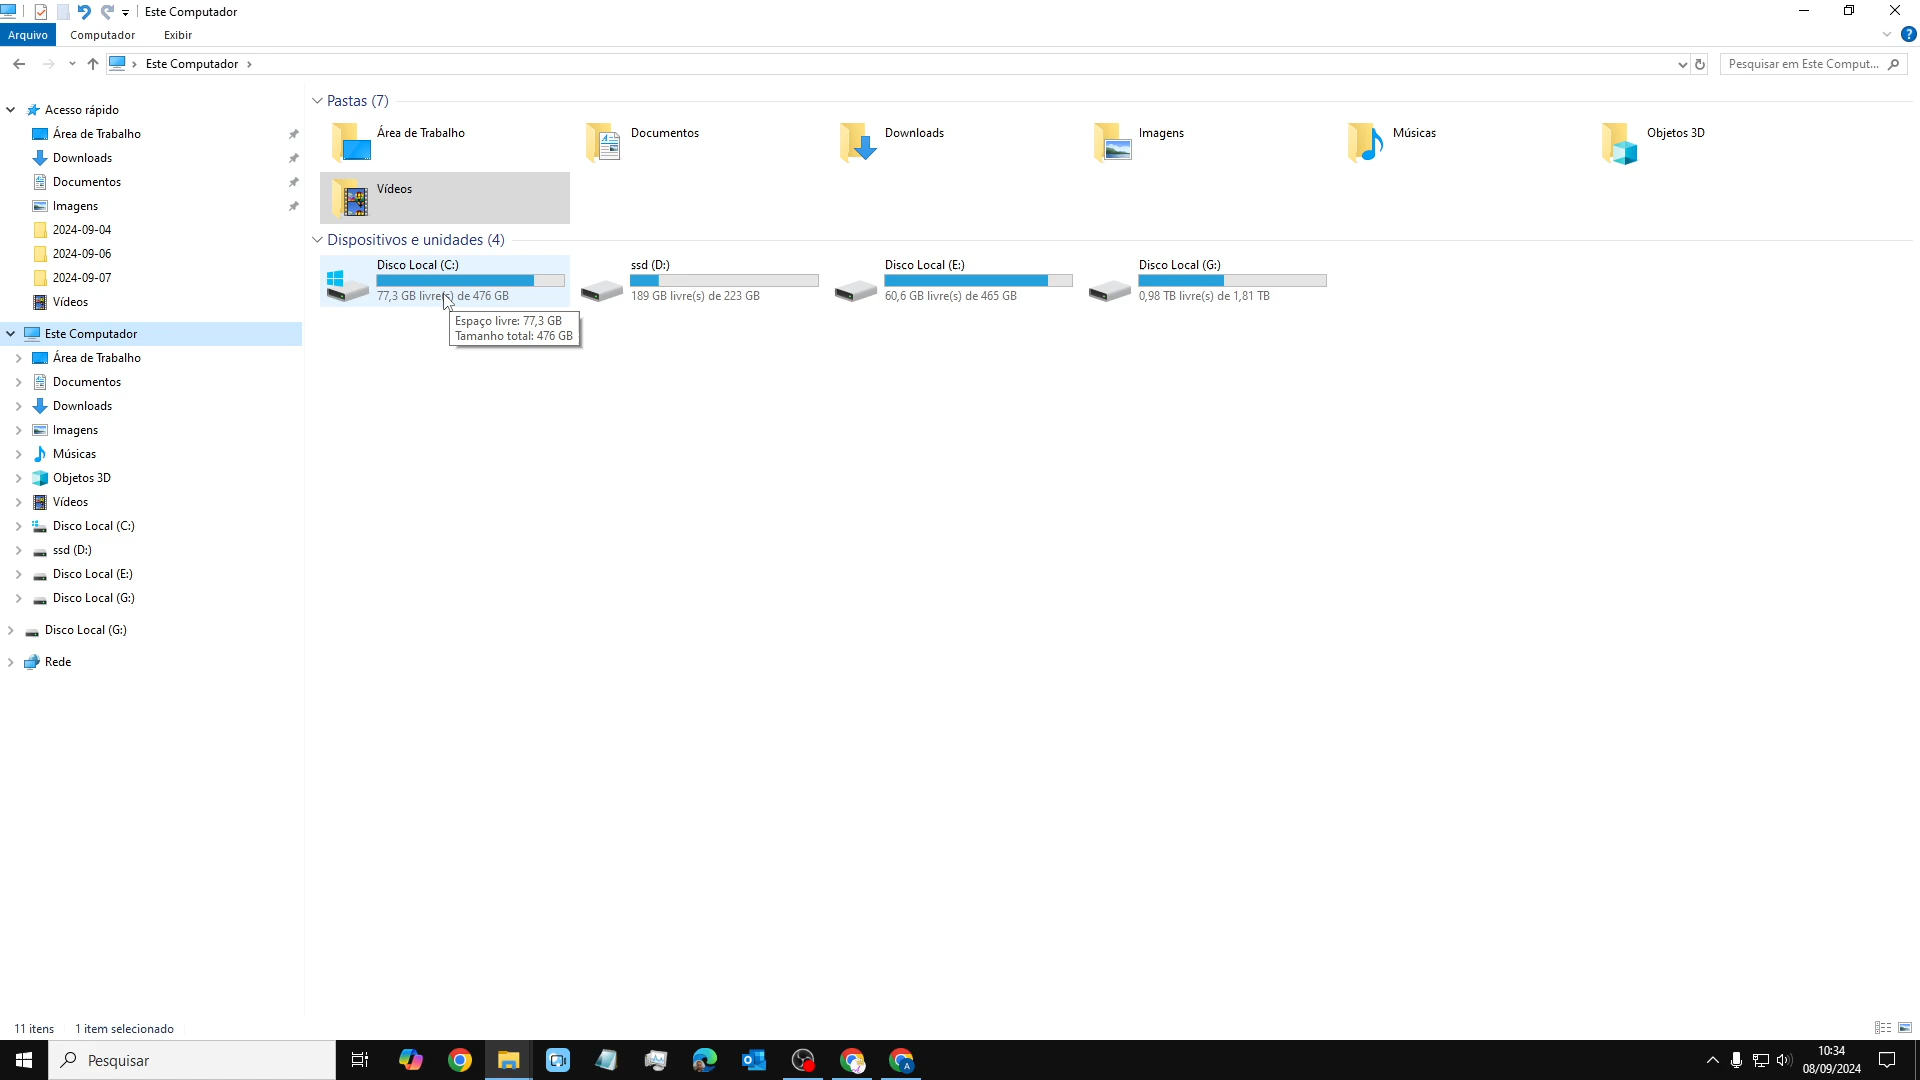 Este Computador
Arquivo
Computador
Exibir
Este Computador
Pesquisar em Este Comput...
Acesso rápido
Área de Trabalho
Downloads
Documentos
Imagens
2024-09-04
2024-09-06
2024-09-07
Vídeos
Este Computador
Área de Trabalho
Documentos
Downloads
Imagens
Músicas
Objetos 3D
Vídeos
Disco Local (C:)
ssd (D:)
Disco Local (E:)
Disco Local (G:)
Disco Local (G:)
Rede
Pastas (7)
Área de Trabalho
Documentos
Downloads
Imagens
Músicas
Objetos 3D
Vídeos
Dispositivos e unidades (4)
Disco Local (C:)
77,3 GB livre(s) de 476 GB
ssd (D:)
189 GB livre(s) de 223 GB
Disco Local (E:)
60,6 GB livre(s) de 465 GB
Disco Local (G:)
0,98 TB livre(s) de 1,81 TB
Espaço livre: 77,3 GB
Tamanho total: 476 GB
11 itens
1 item selecionado
Pesquisar
10:34
08/09/2024